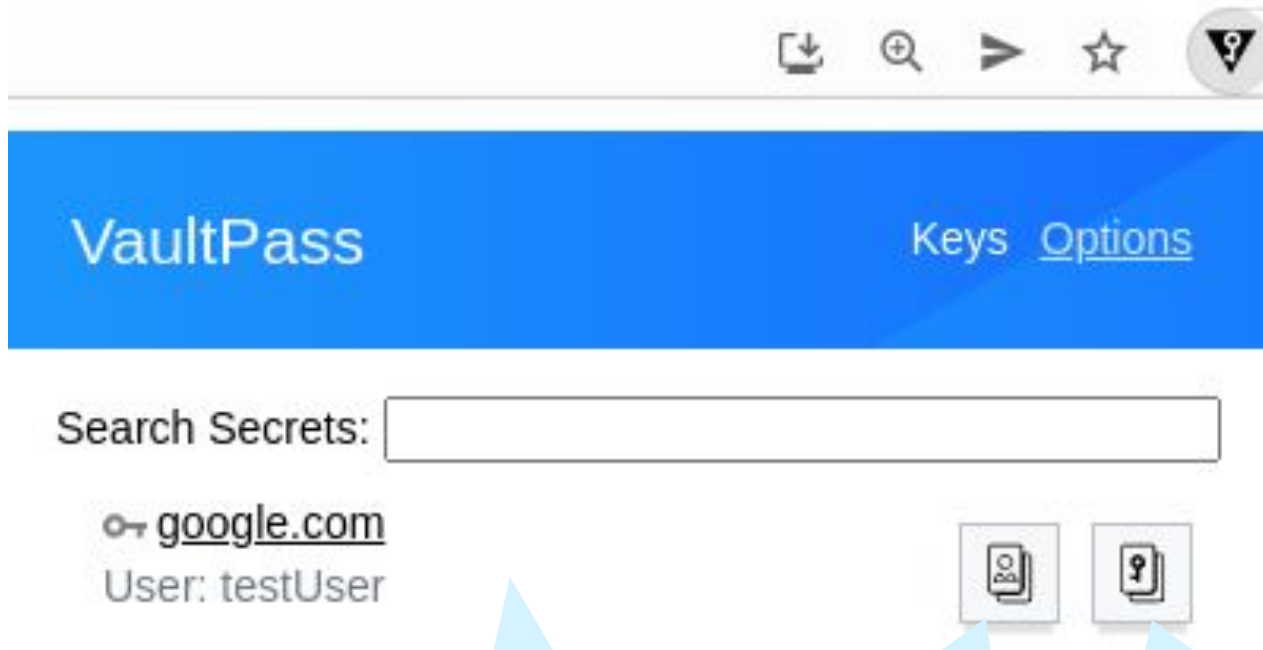 VaultPass
Keys Options
Search Secrets:
google.com
User: testUser